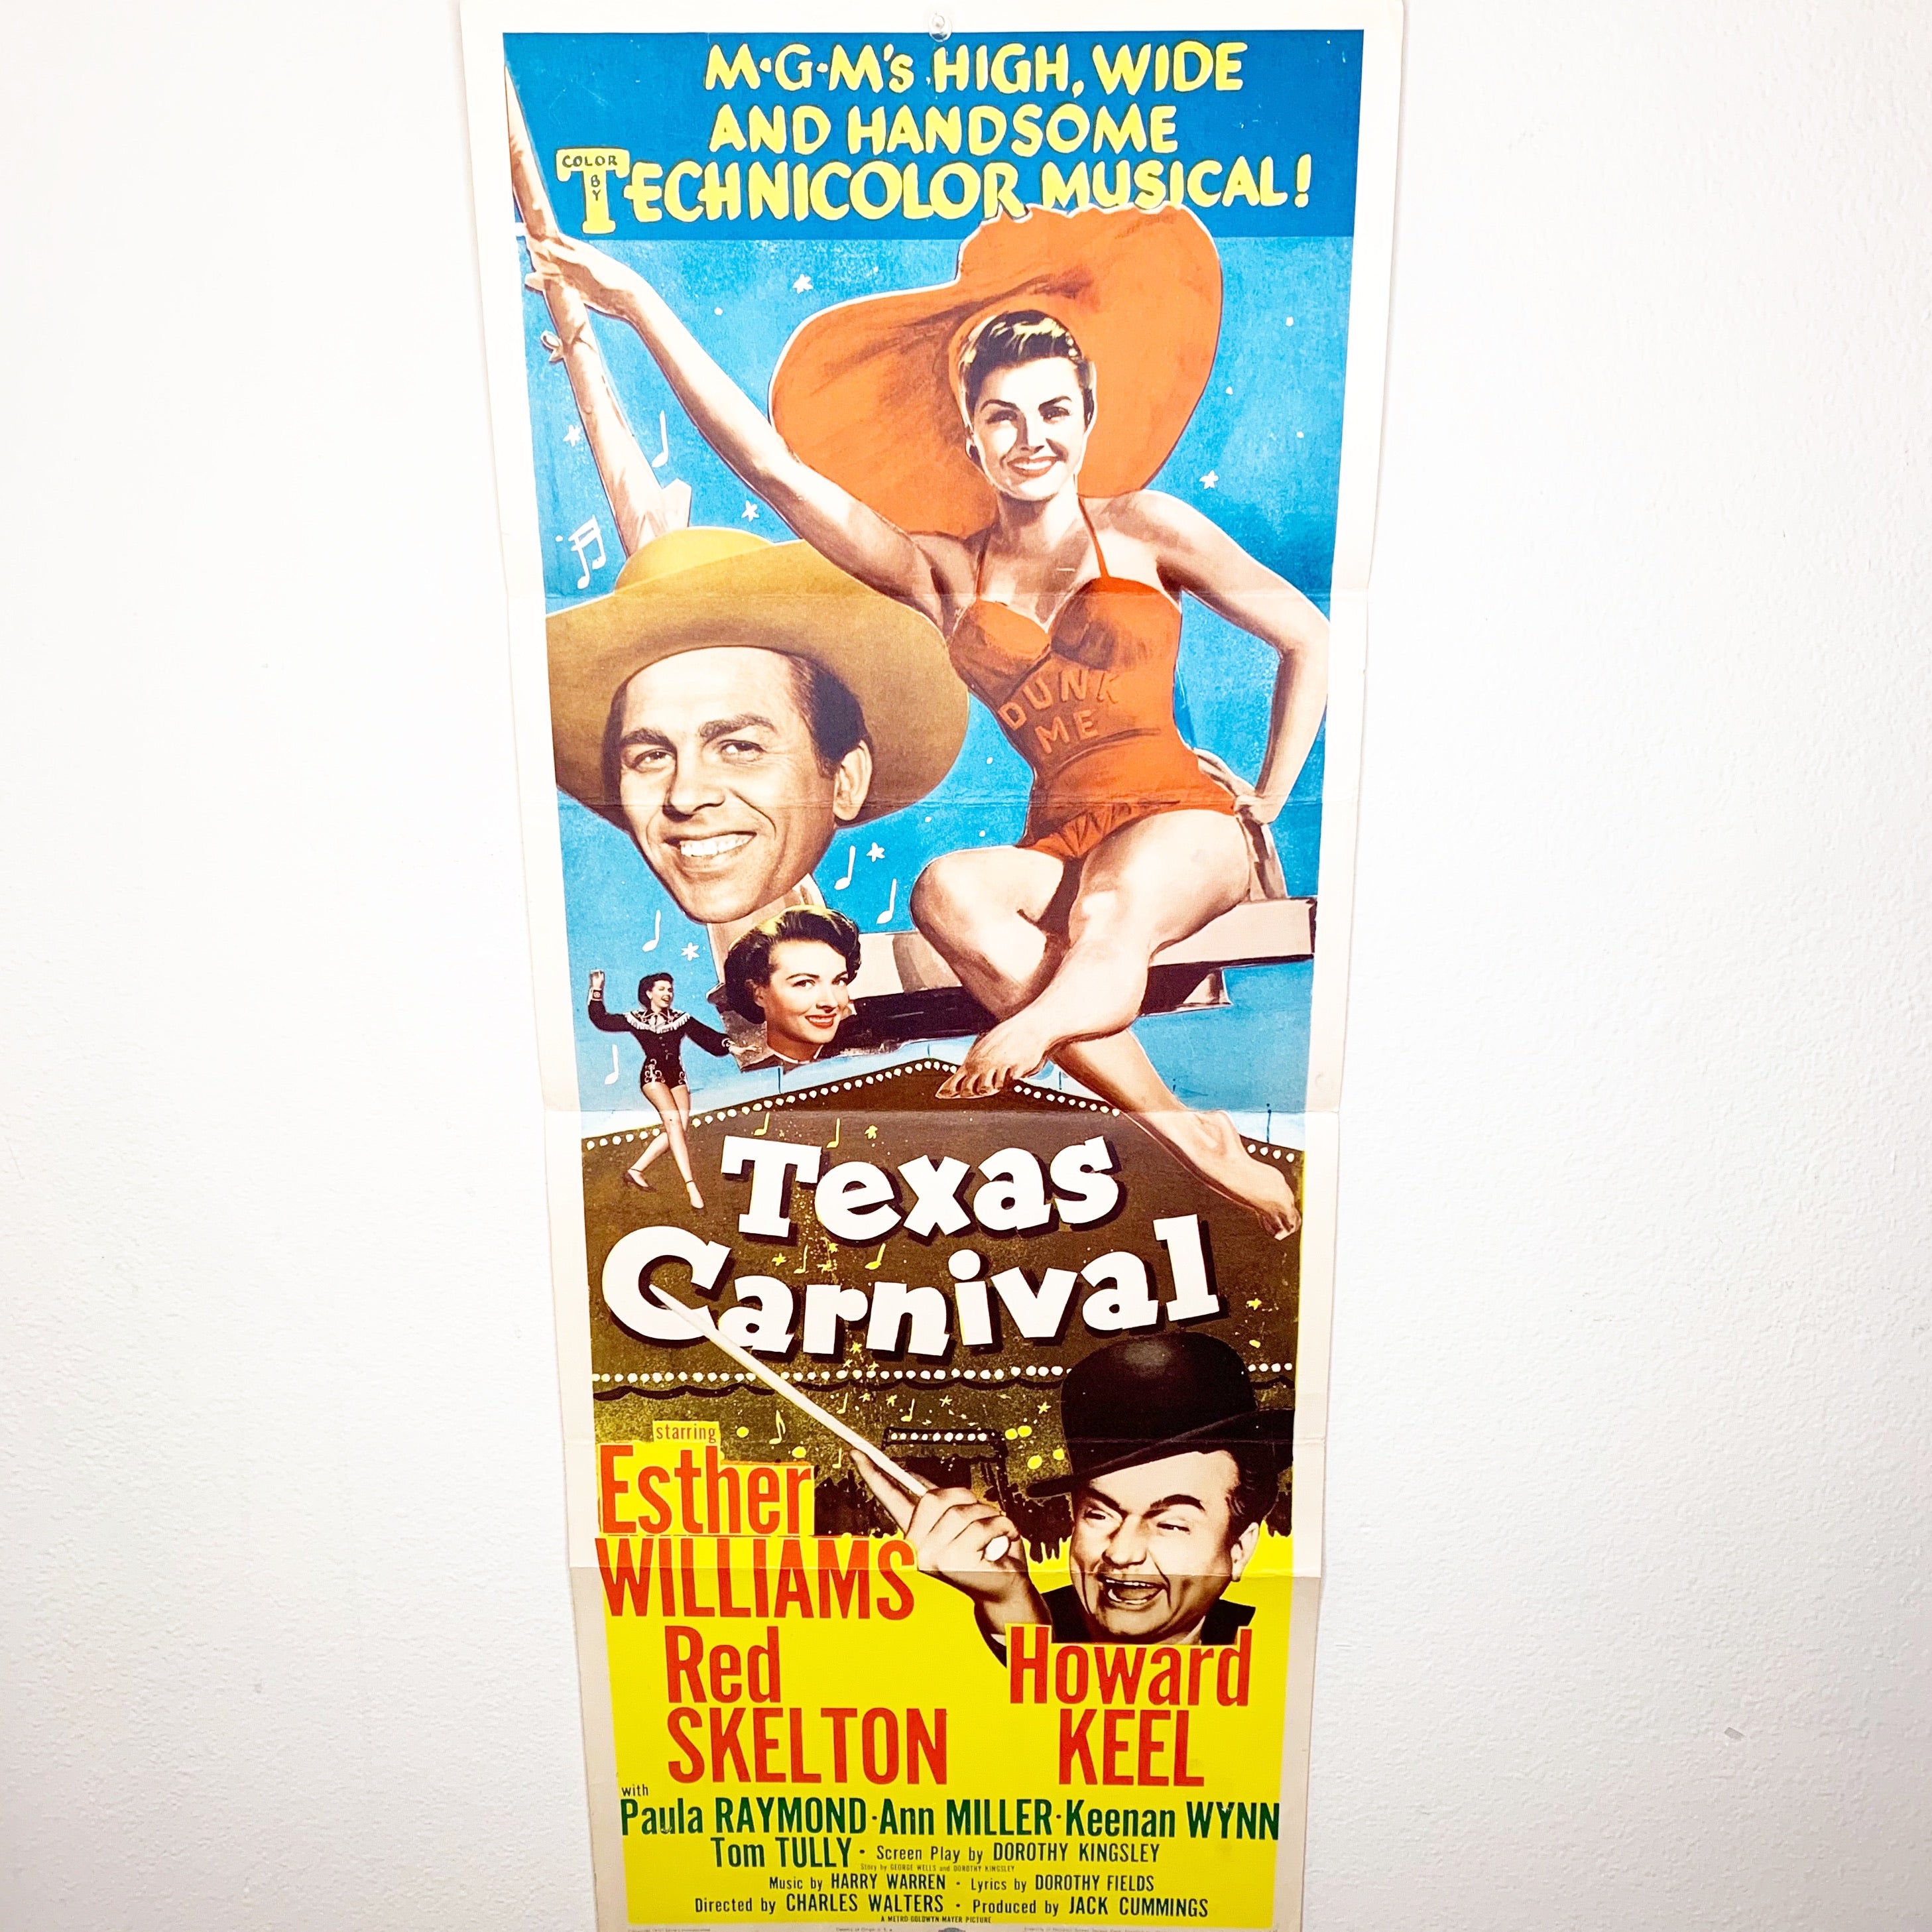 M·G·M's HIGH, WIDE
AND HANDSOME
COLOR BY TECHNICOLOR MUSICAL!
DUNK
ME
Texas
Carnival
starring
Esther
WILLIAMS
Red
SKELTON
Howard
KEEL
with
Paula RAYMOND · Ann MILLER · Keenan WYNN
Tom TULLY · Screen Play by DOROTHY KINGSLEY
Story by GEORGE WELLS and DOROTHY KINGSLEY
Music by HARRY WARREN · Lyrics by DOROTHY FIELDS
Directed by CHARLES WALTERS · Produced by JACK CUMMINGS
A METRO-GOLDWYN-MAYER PICTURE